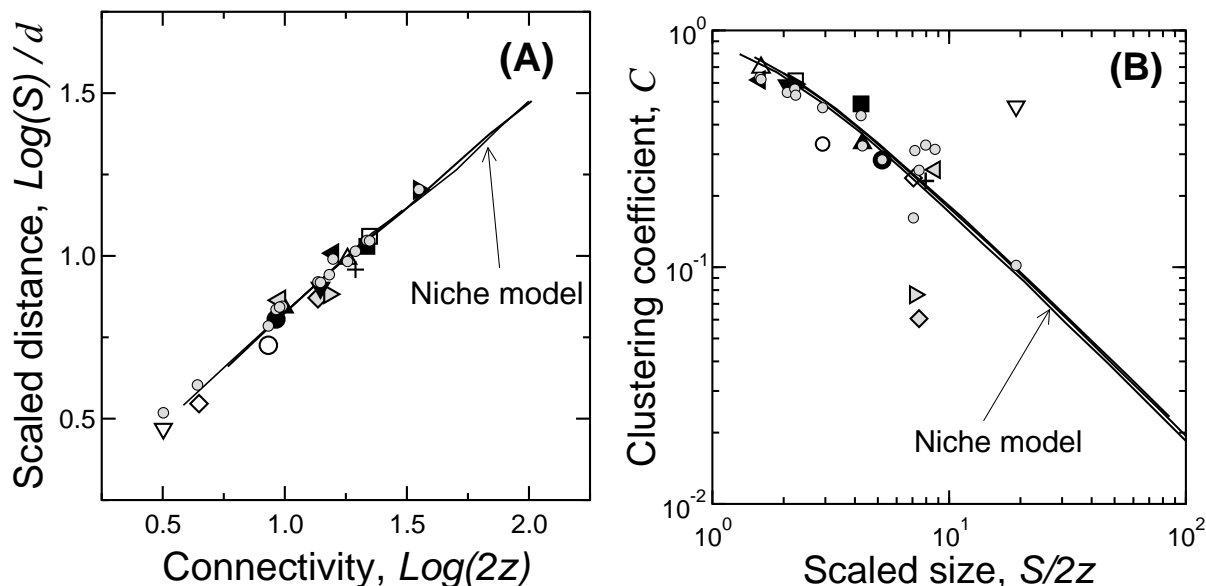 (A)
Scaled distance, Log(S) / d
1.5
1.0
0.5
Niche model
0.5 1.0 1.5 2.0
Connectivity, Log(2z)
(B)
Clustering coefficient, C
10^0
10^-1
10^-2
Niche model
10^0 10^1 10^2
Scaled size, S/2z